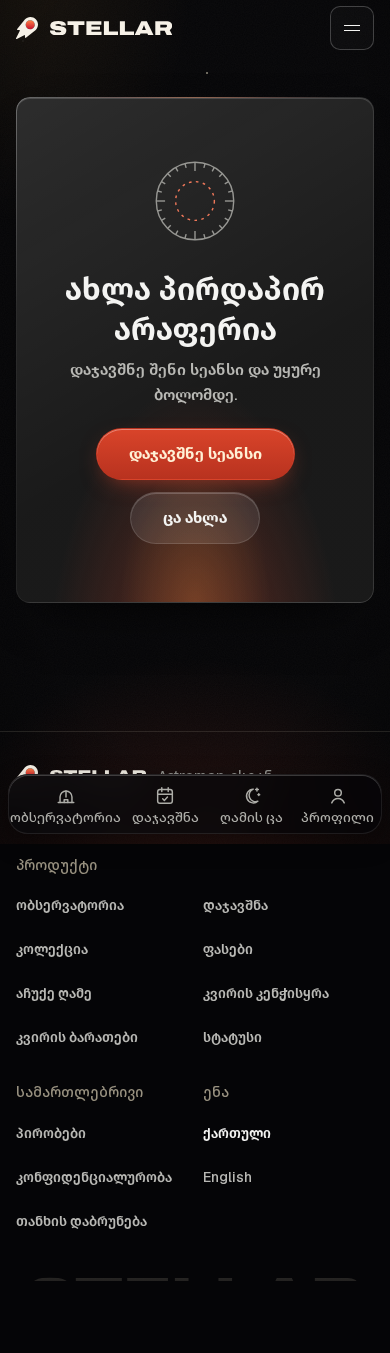 STELLAR
ახლა პირდაპირ
არაფერია
დაჯავშნე შენი სეანსი და უყურე
ბოლომდე.
დაჯავშნე სეანსი
ცა ახლა
ობსერვატორია
დაჯავშნა
ღამის ცა
პროფილი
პროდუქტი
ობსერვატორია
დაჯავშნა
კოლექცია
ფასები
აჩუქე ღამე
კვირის კენჭისყრა
კვირის ბარათები
სტატუსი
სამართლებრივი
ენა
პირობები
ქართული
კონფიდენციალურობა
English
თანხის დაბრუნება